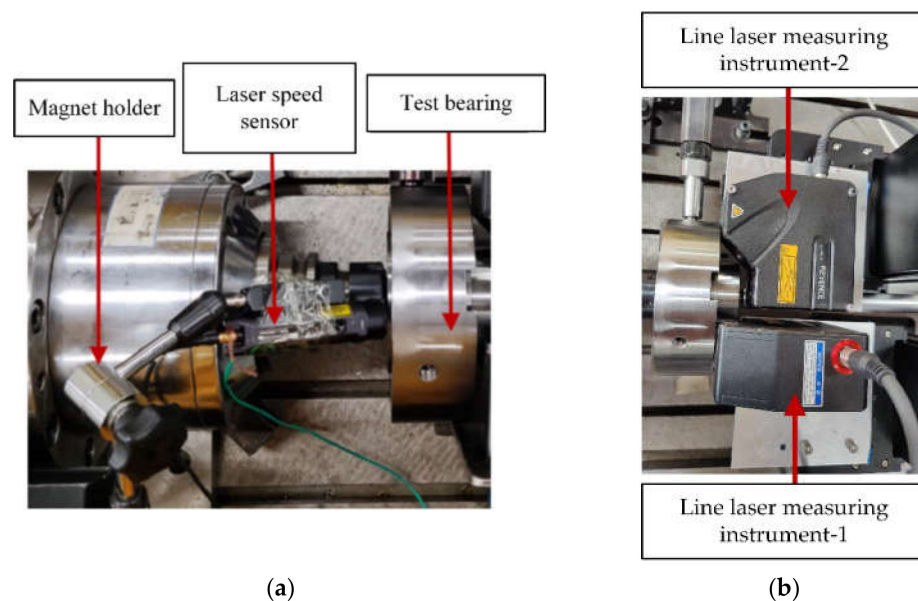 Magnet holder
Laser speed
sensor
Test bearing
Line laser measuring
instrument-2
KEYENCE
Line laser measuring
instrument-1
(a)
(b)